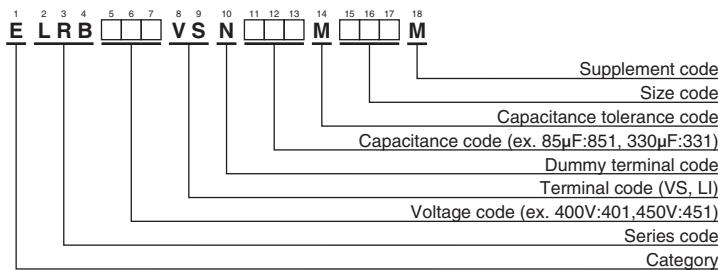 1 2 3 4 5 6 7 8 9 10 11 12 13 14 15 16 17 18
E L R B V S N M M
Supplement code
Size code
Capacitance tolerance code
Capacitance code (ex. 85μF:851, 330μF:331)
Dummy terminal code
Terminal code (VS, LI)
Voltage code (ex. 400V:401,450V:451)
Series code
Category